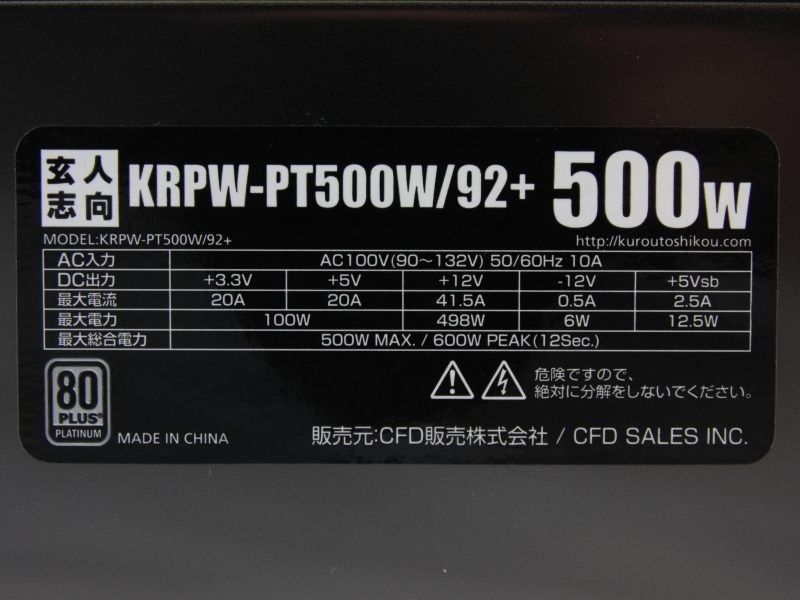 玄人
志向
KRPW-PT500W/92+ 500W
MODEL:KRPW-PT500W/92+
http://kuroutoshikou.com
AC入力 AC100V(90～132V) 50/60Hz 10A
DC出力 +3.3V +5V +12V -12V +5Vsb
最大電流 20A 20A 41.5A 0.5A 2.5A
最大電力 100W 498W 6W 12.5W
最大総合電力 500W MAX. / 600W PEAK(12Sec.)
危険ですので、
絶対に分解をしないでください。
80
PLUS®
PLATINUM
MADE IN CHINA
販売元:CFD販売株式会社 / CFD SALES INC.